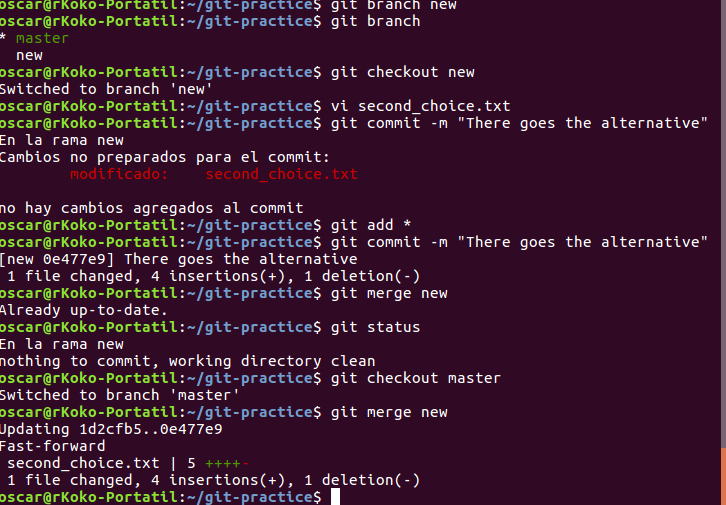 oscar@rKoko-Portatil:~/git-practice$ git branch new
oscar@rKoko-Portatil:~/git-practice$ git branch
* master
  new
oscar@rKoko-Portatil:~/git-practice$ git checkout new
Switched to branch 'new'
oscar@rKoko-Portatil:~/git-practice$ vi second_choice.txt
oscar@rKoko-Portatil:~/git-practice$ git commit -m "There goes the alternative"
En la rama new
Cambios no preparados para el commit:
        modificado:    second_choice.txt

no hay cambios agregados al commit
oscar@rKoko-Portatil:~/git-practice$ git add *
oscar@rKoko-Portatil:~/git-practice$ git commit -m "There goes the alternative"
[new 0e477e9] There goes the alternative
 1 file changed, 4 insertions(+), 1 deletion(-)
oscar@rKoko-Portatil:~/git-practice$ git merge new
Already up-to-date.
oscar@rKoko-Portatil:~/git-practice$ git status
En la rama new
nothing to commit, working directory clean
oscar@rKoko-Portatil:~/git-practice$ git checkout master
Switched to branch 'master'
oscar@rKoko-Portatil:~/git-practice$ git merge new
Updating 1d2cfb5..0e477e9
Fast-forward
 second_choice.txt | 5 ++++-
 1 file changed, 4 insertions(+), 1 deletion(-)
oscar@rKoko-Portatil:~/git-practice$